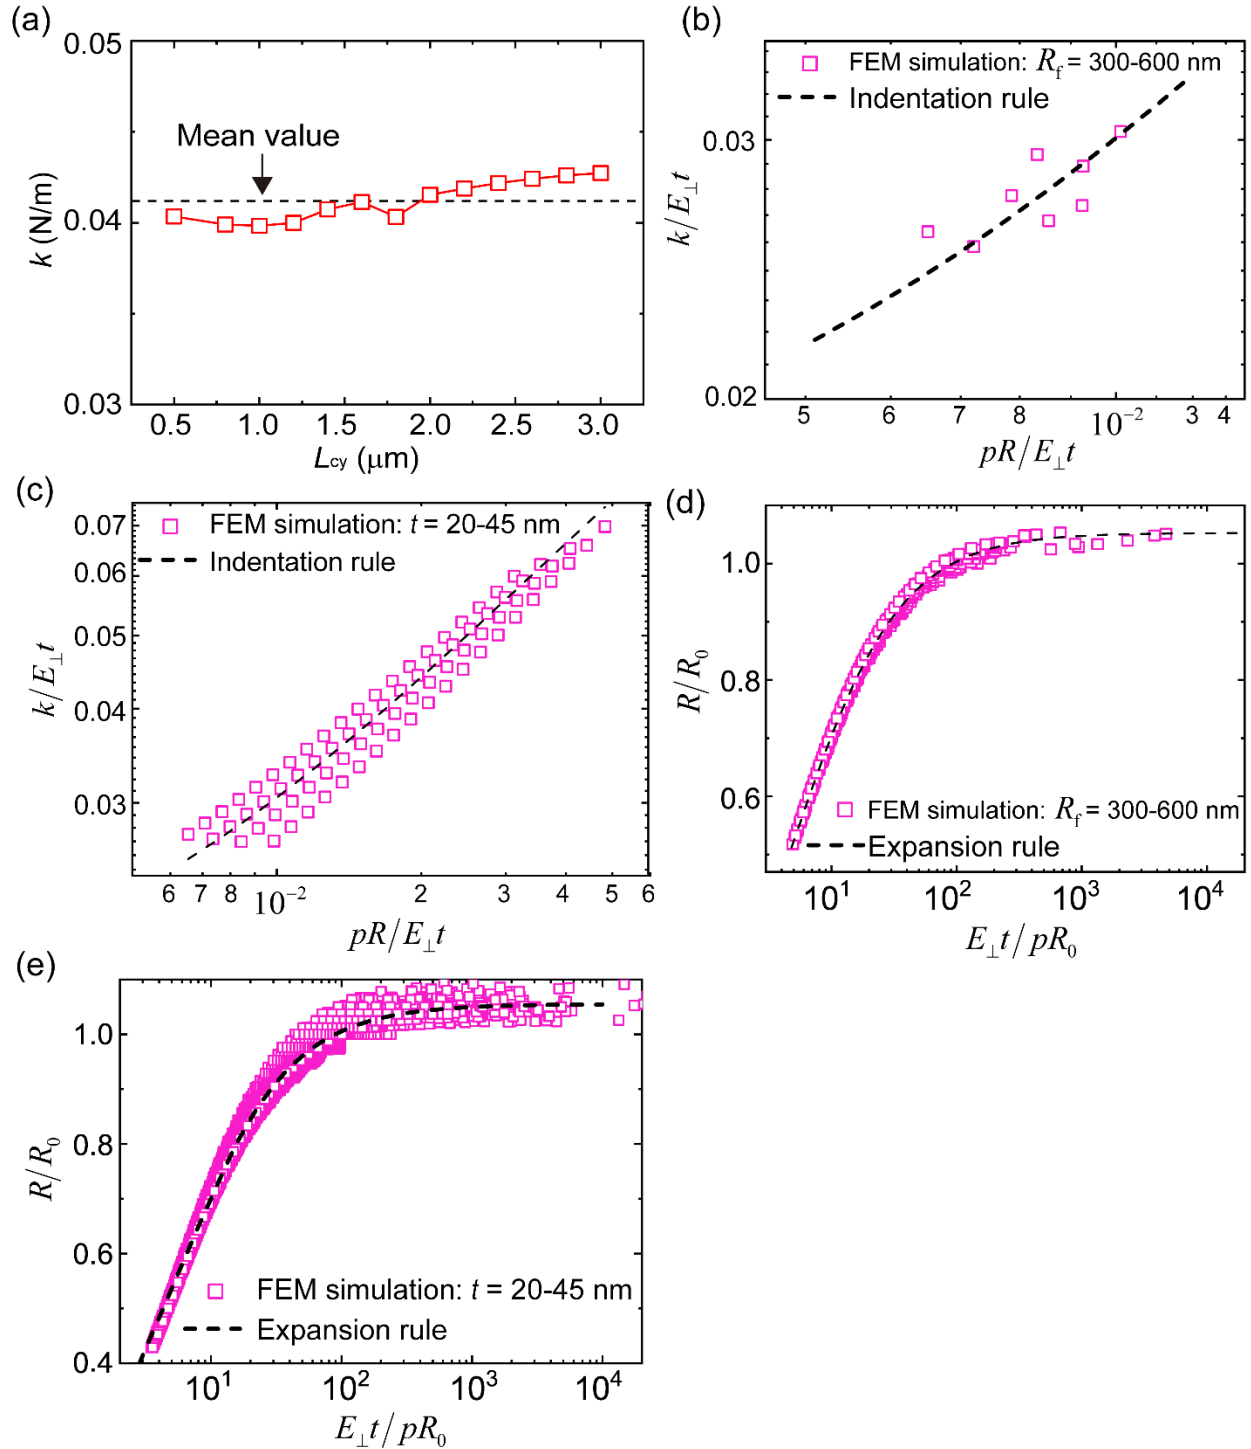 (a)
0.05
0.04
0.03
k (N/m)
Mean value
0.5 1.0 1.5 2.0 2.5 3.0
Lcy (μm)
(b)
FEM simulation: Rf = 300-600 nm
Indentation rule
0.03
0.02
k/E⊥t
5 6 7 8 10⁻² 3 4
pR/E⊥t
(c)
FEM simulation: t = 20-45 nm
Indentation rule
0.07
0.06
0.05
0.04
0.03
k/E⊥t
6 7 8 10⁻² 2 3 4 5 6
pR/E⊥t
(d)
1.0
0.8
0.6
R/R0
FEM simulation: Rf = 300-600 nm
Expansion rule
10¹ 10² 10³ 10⁴
E⊥t/pR0
(e)
1.0
0.8
0.6
0.4
R/R0
FEM simulation: t = 20-45 nm
Expansion rule
10¹ 10² 10³ 10⁴
E⊥t/pR0